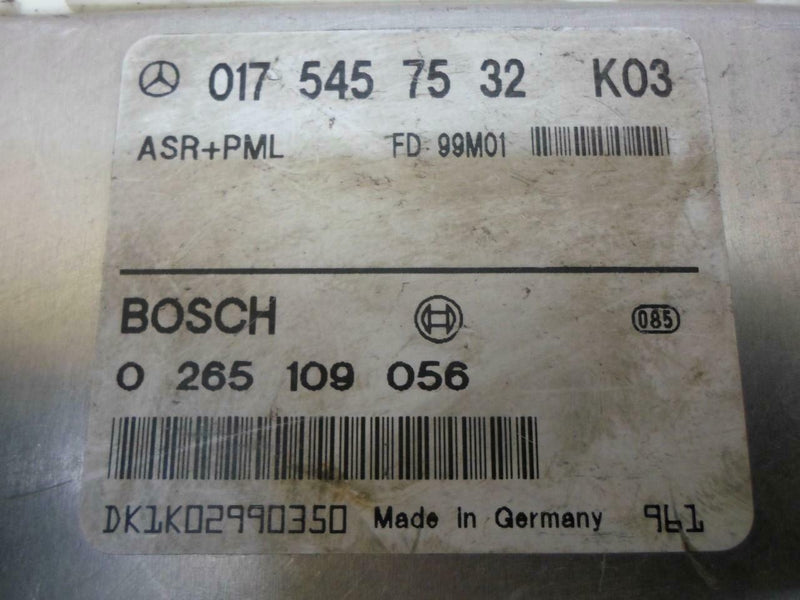 017 545 75 32 K03
ASR+PML FD 99M01
BOSCH 085
0 265 109 056
DK1K02990350 Made in Germany 961